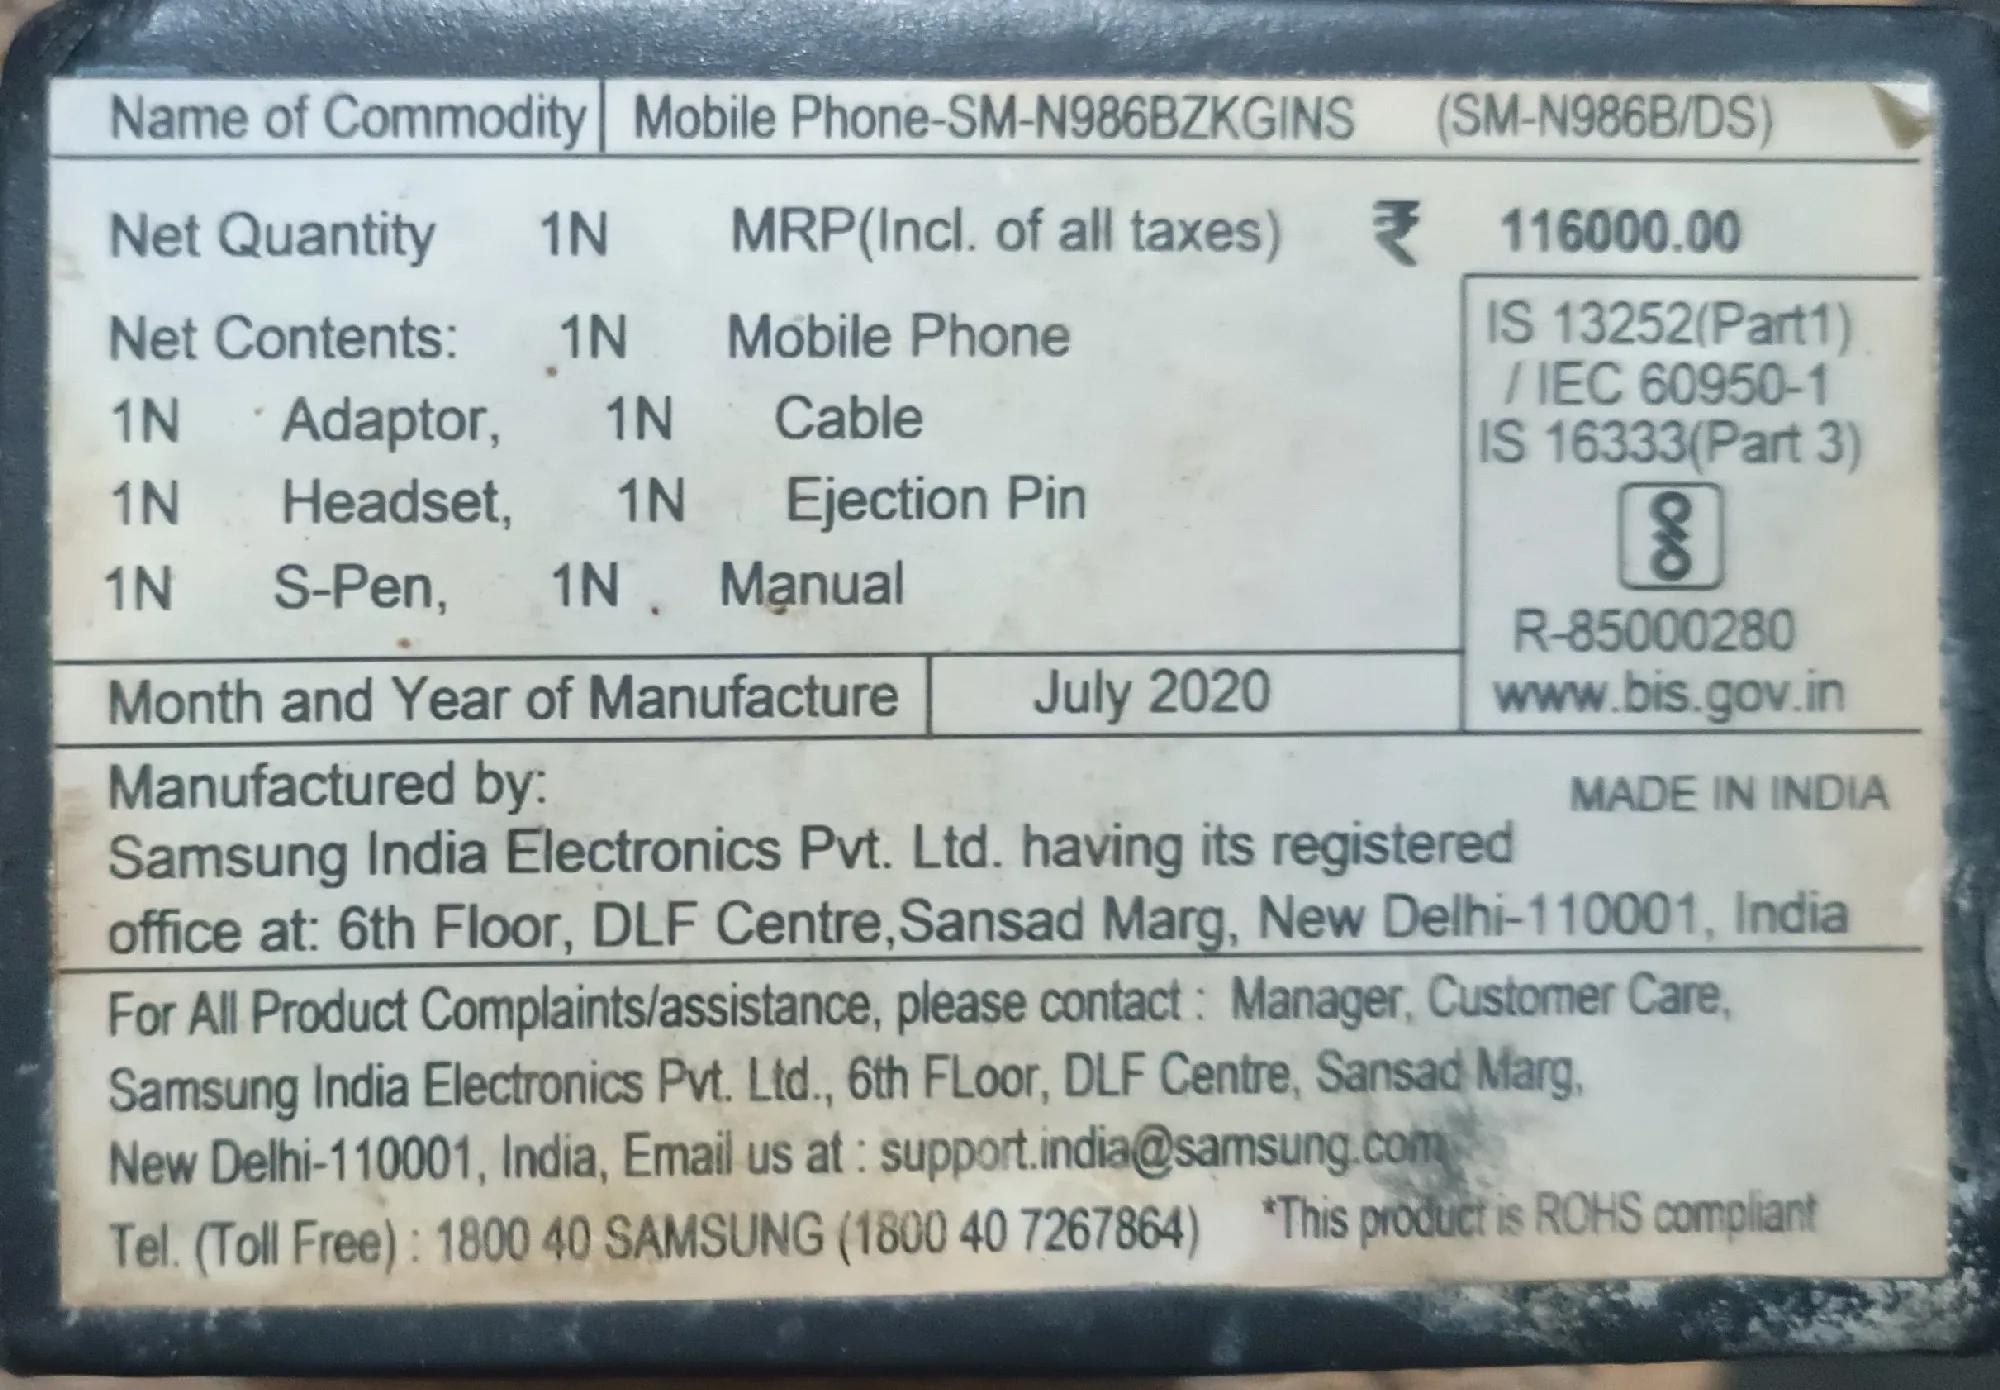 Name of Commodity Mobile Phone-SM-N986BZKGINS (SM-N986B/DS)
Net Quantity 1N MRP(Incl. of all taxes) ₹ 116000.00
Net Contents: 1N Mobile Phone
1N Adaptor, 1N Cable
1N Headset, 1N Ejection Pin
1N S-Pen, 1N Manual
IS 13252(Part1)
/ IEC 60950-1
IS 16333(Part 3)
R-85000280
www.bis.gov.in
Month and Year of Manufacture July 2020
Manufactured by:
MADE IN INDIA
Samsung India Electronics Pvt. Ltd. having its registered
office at: 6th Floor, DLF Centre,Sansad Marg, New Delhi-110001, India
For All Product Complaints/assistance, please contact : Manager, Customer Care,
Samsung India Electronics Pvt. Ltd., 6th FLoor, DLF Centre, Sansad Marg,
New Delhi-110001, India, Email us at : support.india@samsung.com
Tel. (Toll Free) : 1800 40 SAMSUNG (1800 40 7267864) *This product is ROHS compliant